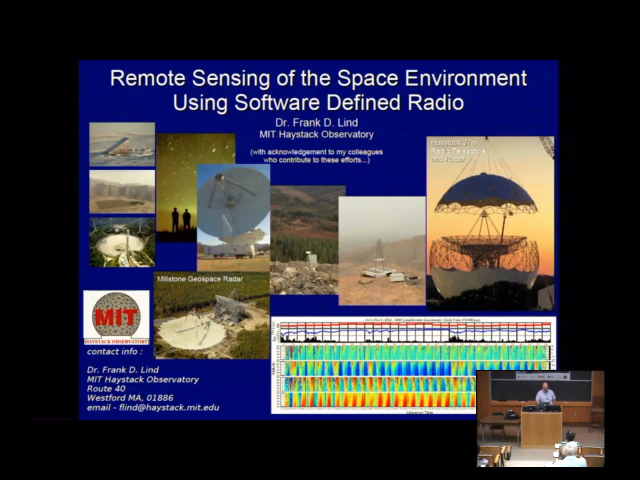 Remote Sensing of the Space Environment
Using Software Defined Radio
Dr. Frank D. Lind
MIT Haystack Observatory
(with acknowledgement to my colleagues
who contribute to these efforts...)
Haystack 37m
Radio Telescope
and Radar
Millstone Geospace Radar
MIT
HAYSTACK OBSERVATORY
contact info :
Dr. Frank D. Lind
MIT Haystack Observatory
Route 40
Westford MA, 01886
email - flind@haystack.mit.edu